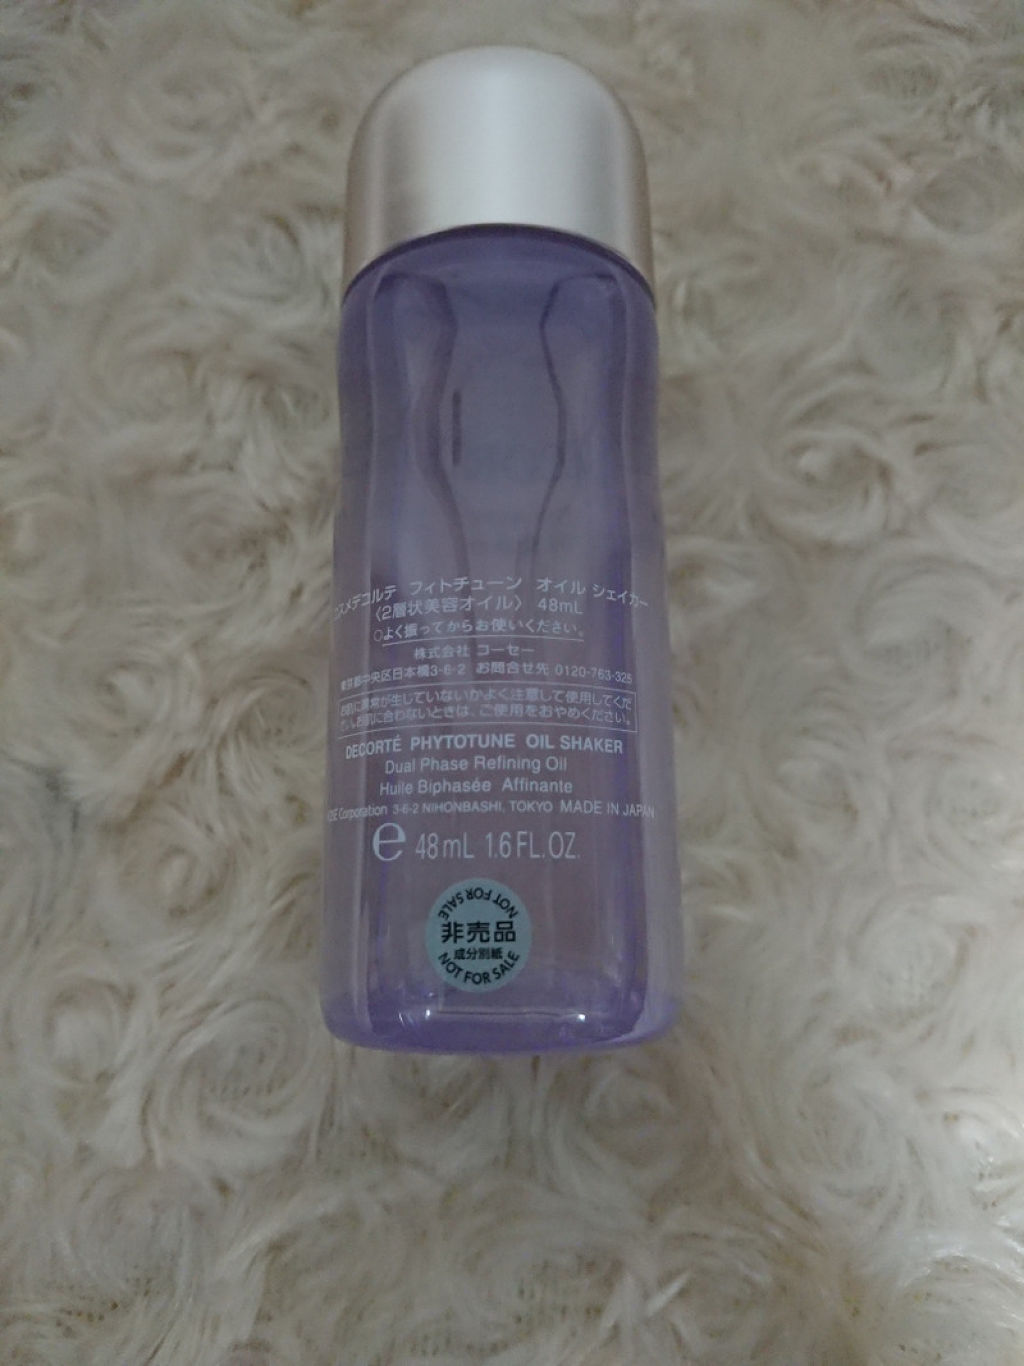 コスメデコルテ フィトチューン オイル シェイカー
〈2層状美容オイル〉 48mL
○よく振ってからお使いください。
株式会社 コーセー
東京都中央区日本橋3-6-2 お問合せ先 0120-763-325
お肌に異常が生じていないかよく注意して使用してくだ
さい。お肌に合わないときは、ご使用をおやめください。
DECORTÉ PHYTOTUNE OIL SHAKER
Dual Phase Refining Oil
Huile Biphasée Affinante
KOSÉ Corporation 3-6-2 NIHONBASHI, TOKYO MADE IN JAPAN
e 48mL 1.6 FL.OZ.
NOT FOR SALE
非売品
成分別紙
NOT FOR SALE